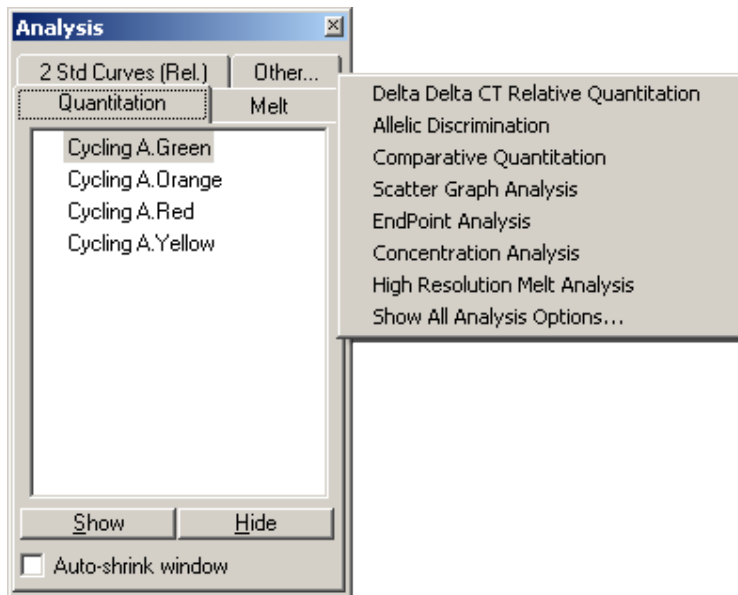 Analysis
2 Std Curves (Rel.)
Other...
Quantitation
Melt
Cycling A.Green
Cycling A.Orange
Cycling A.Red
Cycling A.Yellow
Show
Hide
Auto-shrink window
Delta Delta CT Relative Quantitation
Allelic Discrimination
Comparative Quantitation
Scatter Graph Analysis
EndPoint Analysis
Concentration Analysis
High Resolution Melt Analysis
Show All Analysis Options...